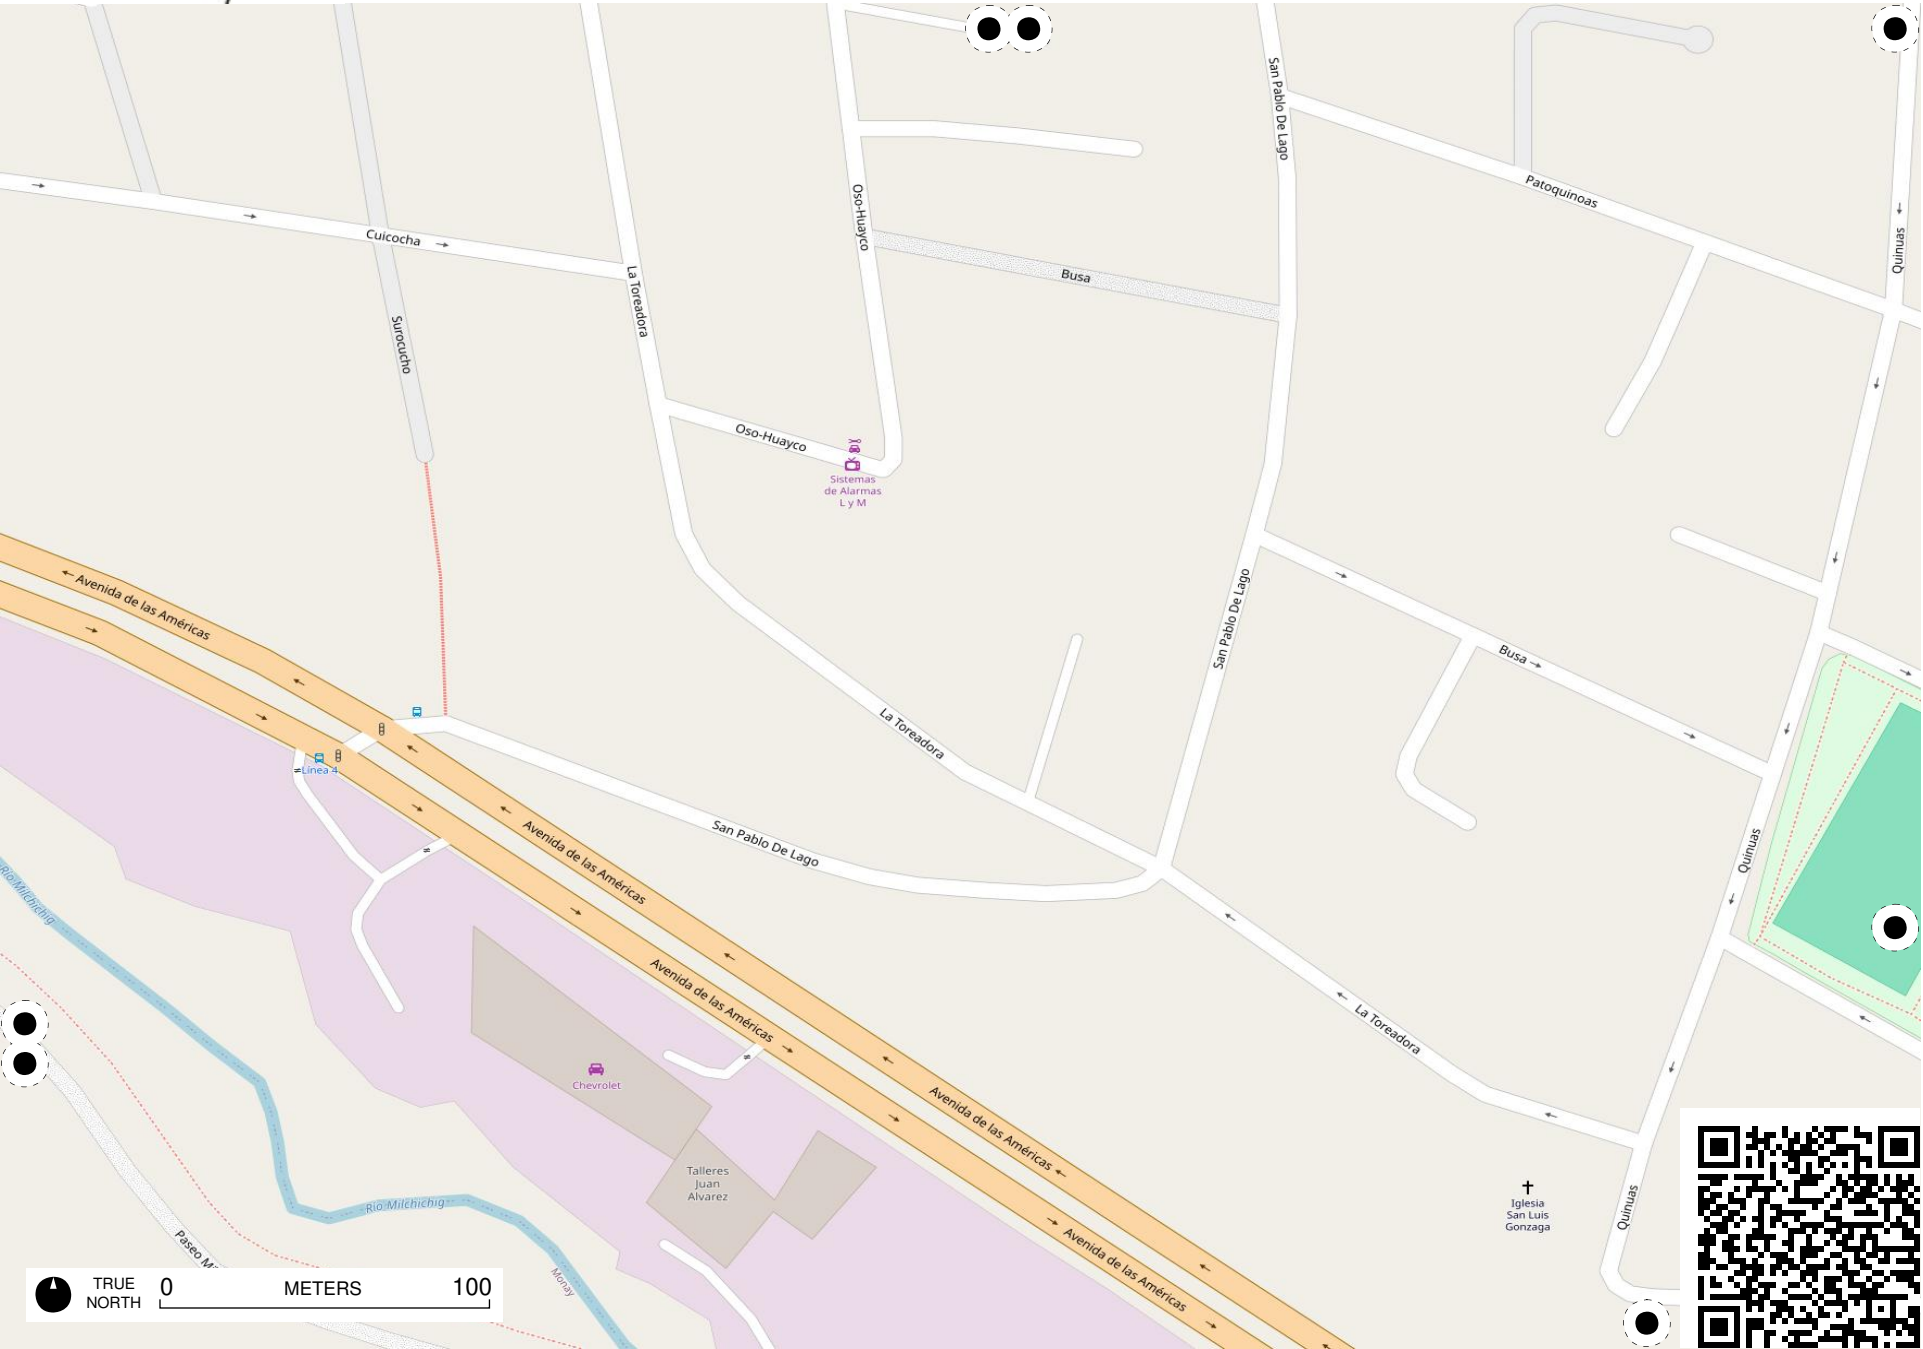 San Pablo De Lago
Patoquinoas
Oso-Huayco
Cuicocha
Quinuas
La Toreadora
Busa
Surocucho
Oso-Huayco
Sistemas
de Alarmas
L y M
Avenida de las Américas
San Pablo De Lago
Busa
La Toreadora
Línea 4
San Pablo De Lago
Avenida de las Américas
Quinuas
Río Milchichig
Avenida de las Américas
La Toreadora
Chevrolet
Avenida de las Américas
Talleres
Juan
Alvarez
Río Milchichig
Iglesia
San Luis
Gonzaga
Quinuas
Paseo
Monay
Avenida de las Américas
TRUE
NORTH
0 METERS 100